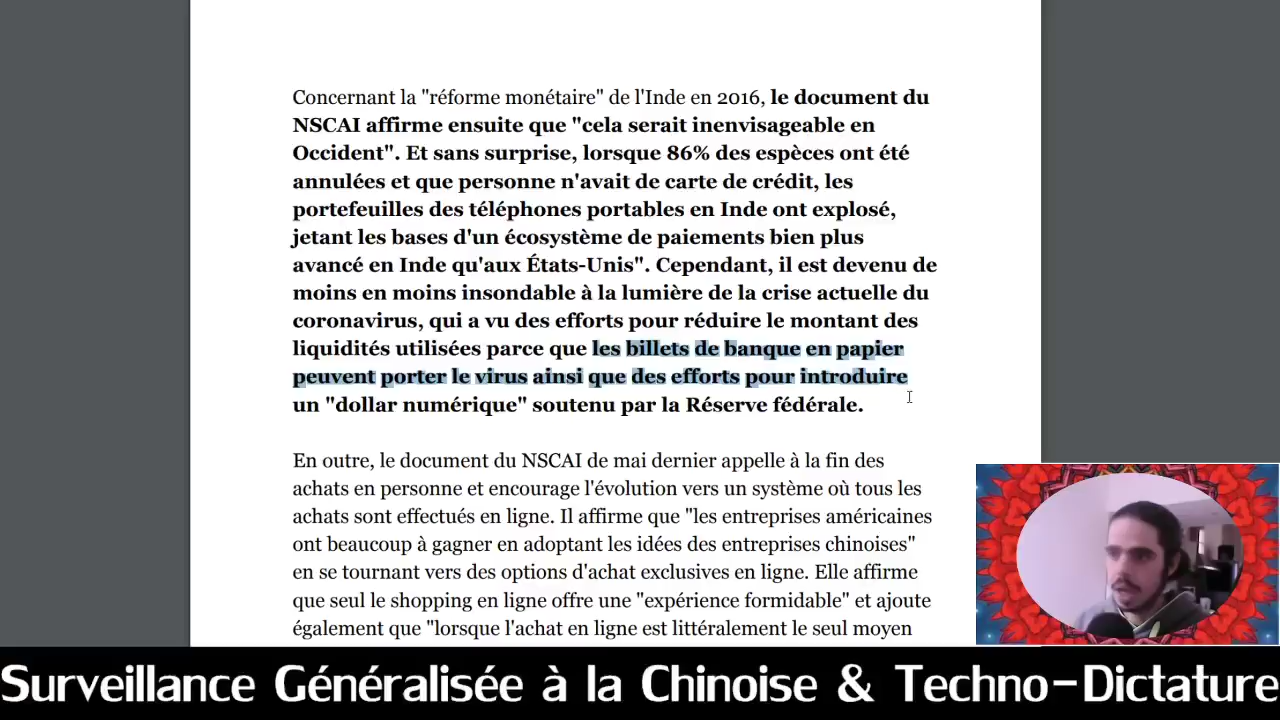 Concernant la "réforme monétaire" de l'Inde en 2016, le document du
NSCAI affirme ensuite que "cela serait inenvisageable en
Occident". Et sans surprise, lorsque 86% des espèces ont été
annulées et que personne n'avait de carte de crédit, les
portefeuilles des téléphones portables en Inde ont explosé,
jetant les bases d'un écosystème de paiements bien plus
avancé en Inde qu'aux États-Unis". Cependant, il est devenu de
moins en moins insondable à la lumière de la crise actuelle du
coronavirus, qui a vu des efforts pour réduire le montant des
liquidités utilisées parce que les billets de banque en papier
peuvent porter le virus ainsi que des efforts pour introduire
un "dollar numérique" soutenu par la Réserve fédérale.
En outre, le document du NSCAI de mai dernier appelle à la fin des
achats en personne et encourage l'évolution vers un système où tous les
achats sont effectués en ligne. Il affirme que "les entreprises américaines
ont beaucoup à gagner en adoptant les idées des entreprises chinoises"
en se tournant vers des options d'achat exclusives en ligne. Elle affirme
que seul le shopping en ligne offre une "expérience formidable" et ajoute
également que "lorsque l'achat en ligne est littéralement le seul moyen
Surveillance Généralisée à la Chinoise & Techno-Dictature